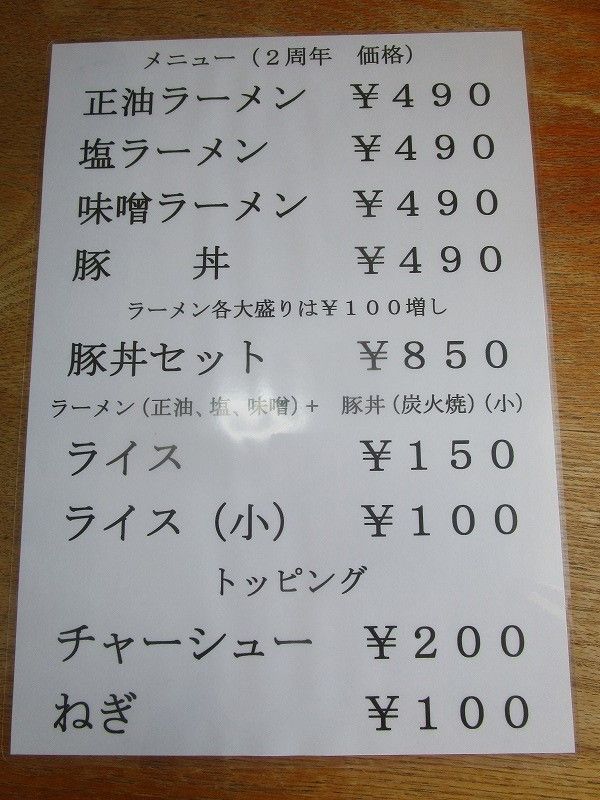 メニュー（２周年　価格）
正油ラーメン　￥４９０
塩ラーメン　￥４９０
味噌ラーメン　￥４９０
豚　　丼　￥４９０
ラーメン各大盛りは￥１００増し
豚丼セット　￥８５０
ラーメン（正油、塩、味噌）＋　豚丼（炭火焼）（小）
ライス　￥１５０
ライス（小）　￥１００
トッピング
チャーシュー　￥２００
ねぎ　￥１００